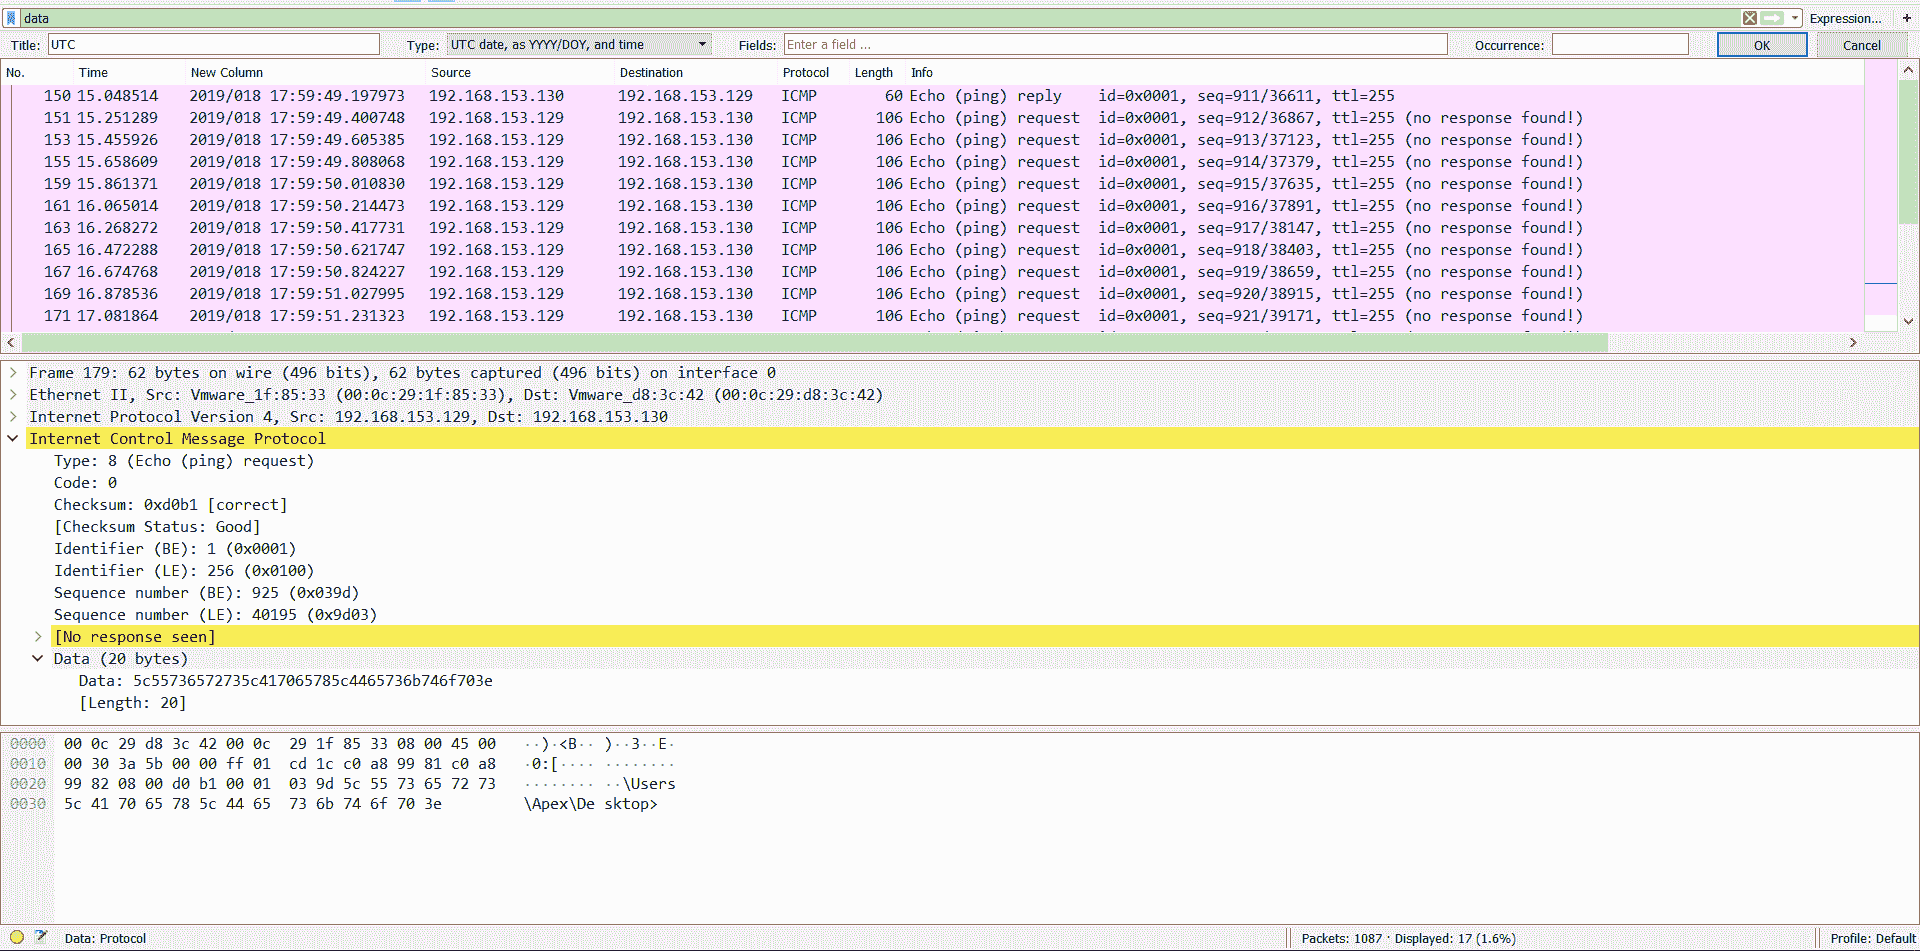 data Expression... +
Title: UTC Type: UTC date, as YYYY/DOY, and time Fields: Enter a field ... Occurrence: OK Cancel
No. Time New Column Source Destination Protocol Length Info
150 15.048514 2019/018 17:59:49.197973 192.168.153.130 192.168.153.129 ICMP 60 Echo (ping) reply id=0x0001, seq=911/36611, ttl=255
151 15.251289 2019/018 17:59:49.400748 192.168.153.129 192.168.153.130 ICMP 106 Echo (ping) request id=0x0001, seq=912/36867, ttl=255 (no response found!)
153 15.455926 2019/018 17:59:49.605385 192.168.153.129 192.168.153.130 ICMP 106 Echo (ping) request id=0x0001, seq=913/37123, ttl=255 (no response found!)
155 15.658609 2019/018 17:59:49.808068 192.168.153.129 192.168.153.130 ICMP 106 Echo (ping) request id=0x0001, seq=914/37379, ttl=255 (no response found!)
159 15.861371 2019/018 17:59:50.010830 192.168.153.129 192.168.153.130 ICMP 106 Echo (ping) request id=0x0001, seq=915/37635, ttl=255 (no response found!)
161 16.065014 2019/018 17:59:50.214473 192.168.153.129 192.168.153.130 ICMP 106 Echo (ping) request id=0x0001, seq=916/37891, ttl=255 (no response found!)
163 16.268272 2019/018 17:59:50.417731 192.168.153.129 192.168.153.130 ICMP 106 Echo (ping) request id=0x0001, seq=917/38147, ttl=255 (no response found!)
165 16.472288 2019/018 17:59:50.621747 192.168.153.129 192.168.153.130 ICMP 106 Echo (ping) request id=0x0001, seq=918/38403, ttl=255 (no response found!)
167 16.674768 2019/018 17:59:50.824227 192.168.153.129 192.168.153.130 ICMP 106 Echo (ping) request id=0x0001, seq=919/38659, ttl=255 (no response found!)
169 16.878536 2019/018 17:59:51.027995 192.168.153.129 192.168.153.130 ICMP 106 Echo (ping) request id=0x0001, seq=920/38915, ttl=255 (no response found!)
171 17.081864 2019/018 17:59:51.231323 192.168.153.129 192.168.153.130 ICMP 106 Echo (ping) request id=0x0001, seq=921/39171, ttl=255 (no response found!)
Frame 179: 62 bytes on wire (496 bits), 62 bytes captured (496 bits) on interface 0
Ethernet II, Src: Vmware_1f:85:33 (00:0c:29:1f:85:33), Dst: Vmware_d8:3c:42 (00:0c:29:d8:3c:42)
Internet Protocol Version 4, Src: 192.168.153.129, Dst: 192.168.153.130
Internet Control Message Protocol
Type: 8 (Echo (ping) request)
Code: 0
Checksum: 0xd0b1 [correct]
[Checksum Status: Good]
Identifier (BE): 1 (0x0001)
Identifier (LE): 256 (0x0100)
Sequence number (BE): 925 (0x039d)
Sequence number (LE): 40195 (0x9d03)
[No response seen]
Data (20 bytes)
Data: 5c55736572735c417065785c4465736b746f703e
[Length: 20]
0000 00 0c 29 d8 3c 42 00 0c 29 1f 85 33 08 00 45 00 ··)·<B·· )··3··E·
0010 00 30 3a 5b 00 00 ff 01 cd 1c c0 a8 99 81 c0 a8 ·0:[···· ········
0020 99 82 08 00 d0 b1 00 01 03 9d 5c 55 73 65 72 73 ········ ··\Users
0030 5c 41 70 65 78 5c 44 65 73 6b 74 6f 70 3e \Apex\De sktop>
Data: Protocol Packets: 1087 · Displayed: 17 (1.6%) Profile: Default